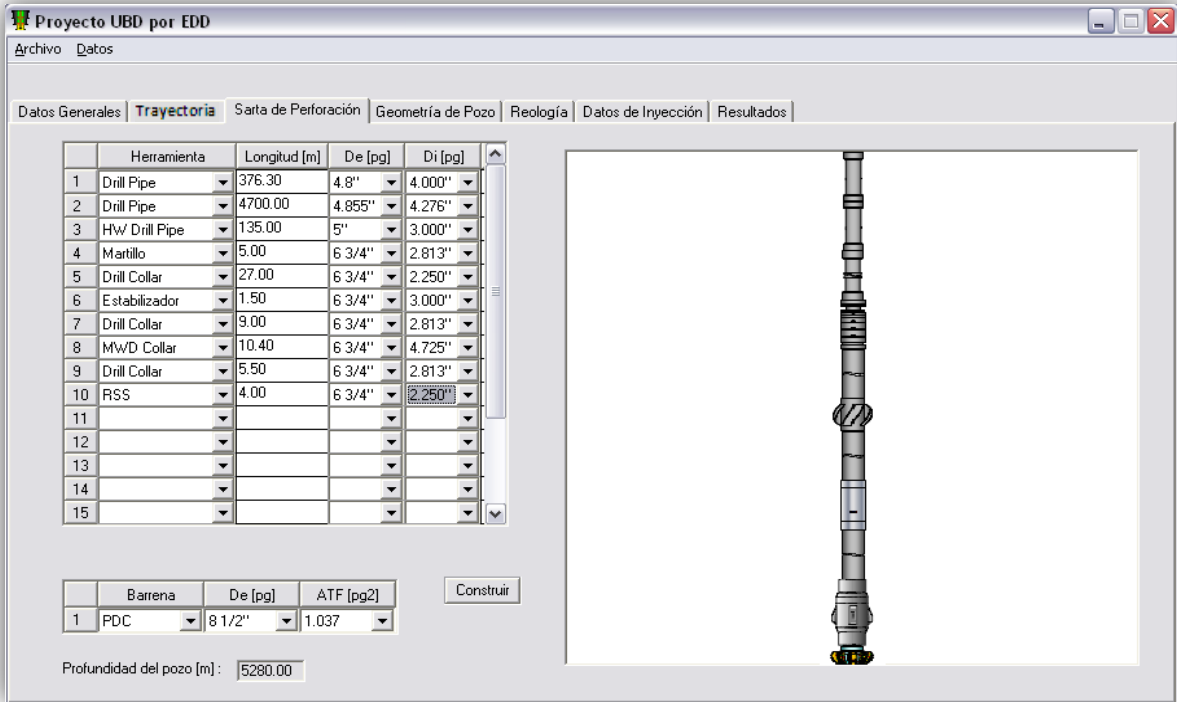 Proyecto UBD por EDD
Archivo Datos
Datos Generales Trayectoria Sarta de Perforación Geometría de Pozo Reología Datos de Inyección Resultados
Herramienta Longitud [m] De [pg] Di [pg]
1 Drill Pipe 376.30 4.8" 4.000"
2 Drill Pipe 4700.00 4.855" 4.276"
3 HW Drill Pipe 135.00 5" 3.000"
4 Martillo 5.00 6 3/4" 2.813"
5 Drill Collar 27.00 6 3/4" 2.250"
6 Estabilizador 1.50 6 3/4" 3.000"
7 Drill Collar 9.00 6 3/4" 2.813"
8 MWD Collar 10.40 6 3/4" 4.725"
9 Drill Collar 5.50 6 3/4" 2.813"
10 RSS 4.00 6 3/4" 2.250"
11
12
13
14
15
Barrena De [pg] ATF [pg2]
1 PDC 8 1/2" 1.037
Construir
Profundidad del pozo [m] : 5280.00